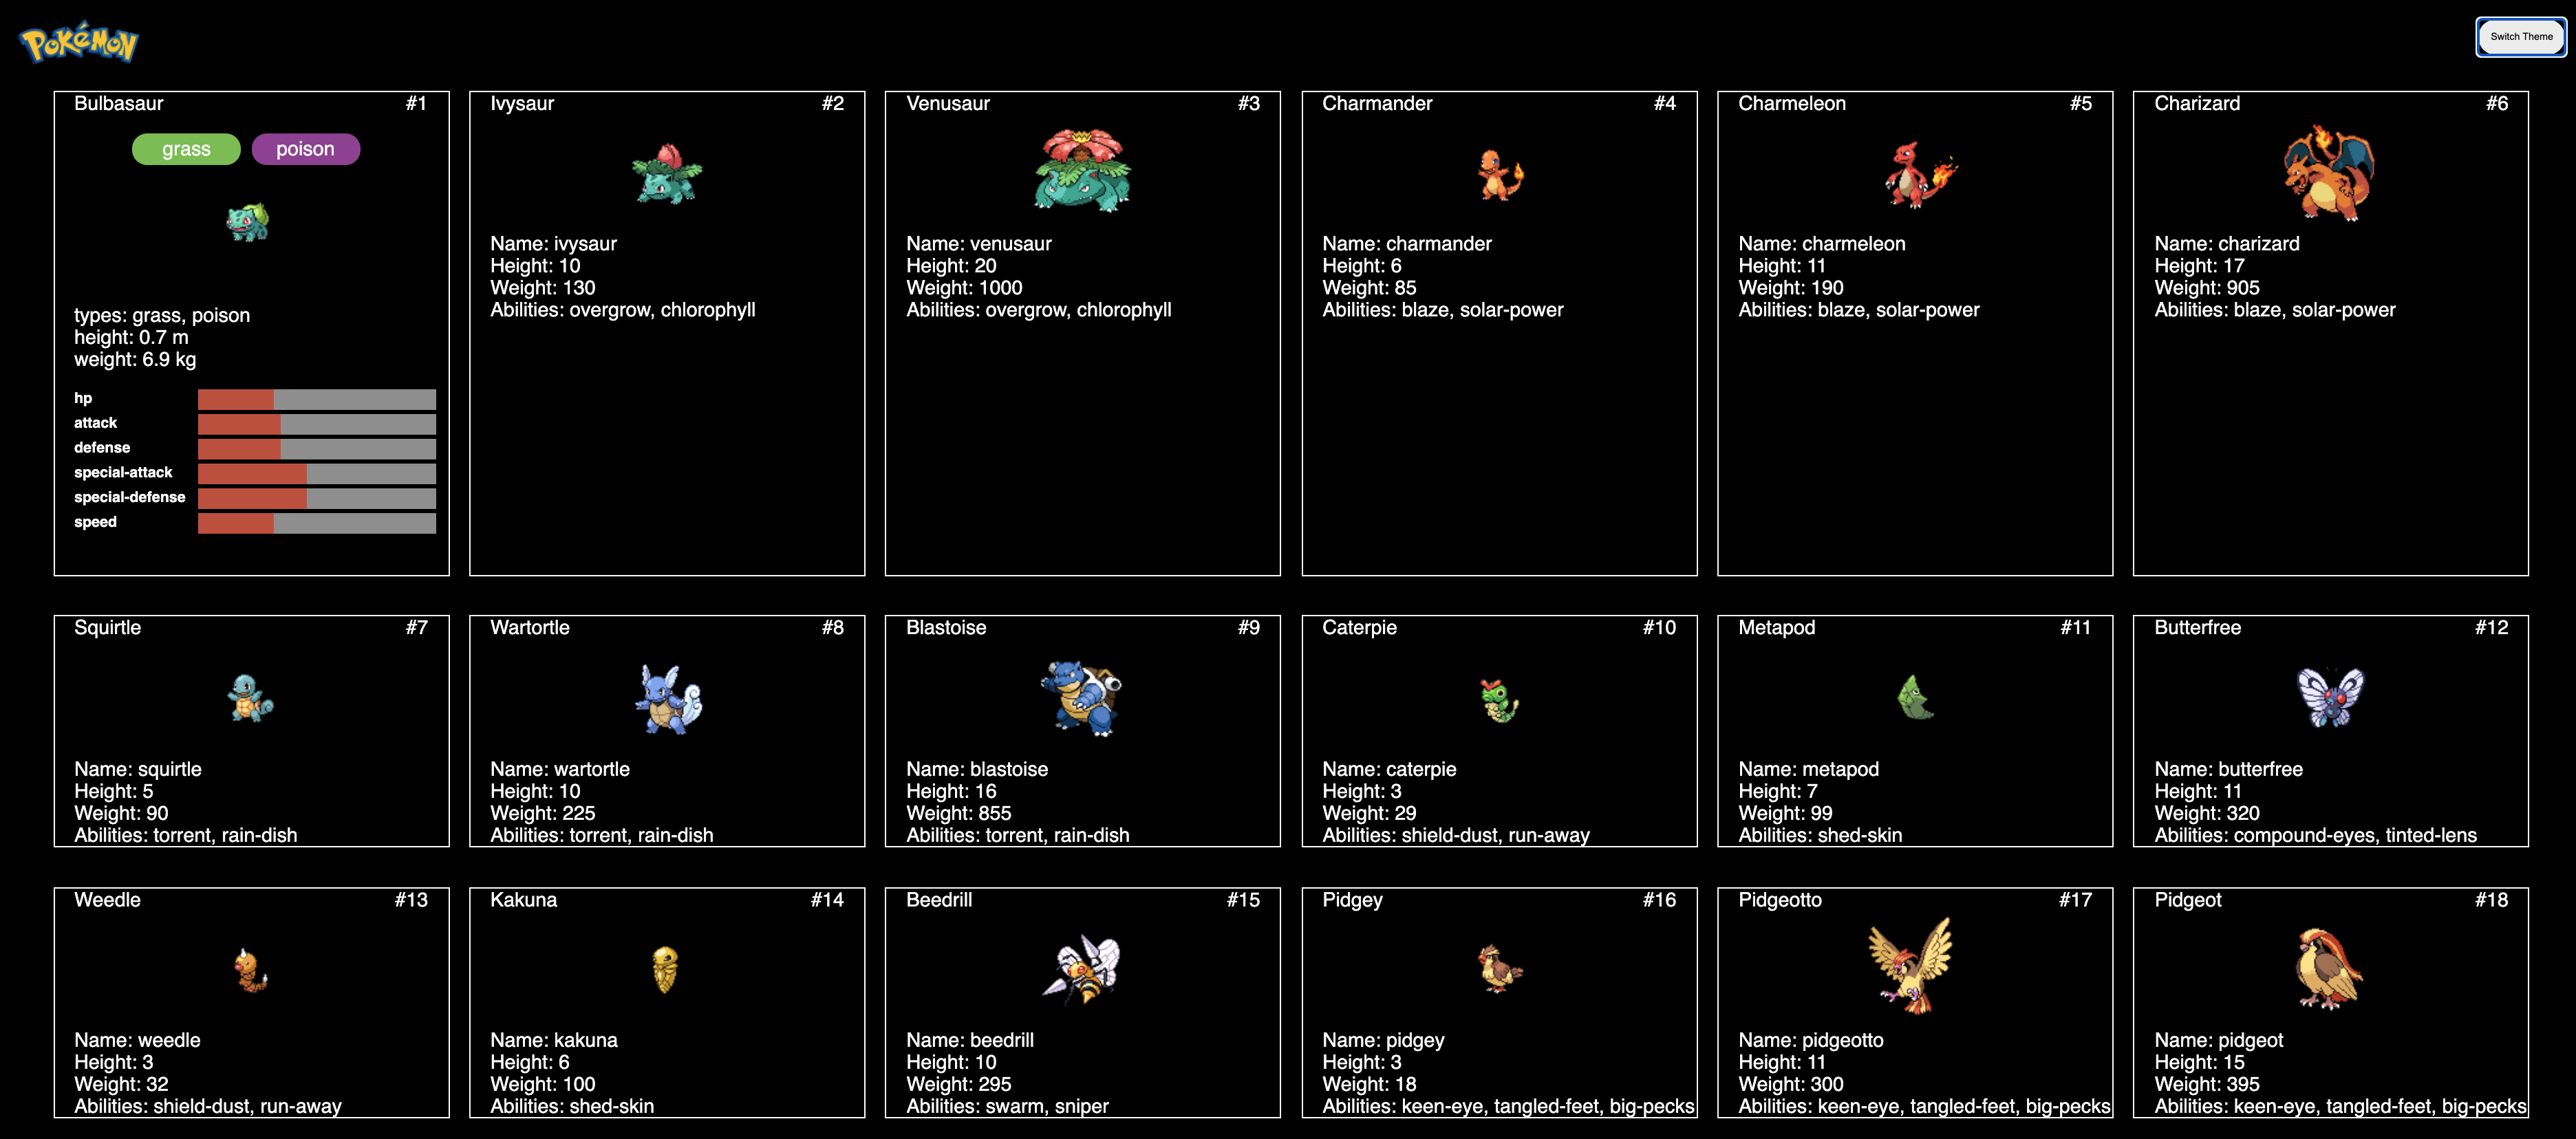 Pokémon
Switch Theme
Bulbasaur #1
grass poison
types: grass, poison
height: 0.7 m
weight: 6.9 kg
hp
attack
defense
special-attack
special-defense
speed
Ivysaur #2
Name: ivysaur
Height: 10
Weight: 130
Abilities: overgrow, chlorophyll
Venusaur #3
Name: venusaur
Height: 20
Weight: 1000
Abilities: overgrow, chlorophyll
Charmander #4
Name: charmander
Height: 6
Weight: 85
Abilities: blaze, solar-power
Charmeleon #5
Name: charmeleon
Height: 11
Weight: 190
Abilities: blaze, solar-power
Charizard #6
Name: charizard
Height: 17
Weight: 905
Abilities: blaze, solar-power
Squirtle #7
Name: squirtle
Height: 5
Weight: 90
Abilities: torrent, rain-dish
Wartortle #8
Name: wartortle
Height: 10
Weight: 225
Abilities: torrent, rain-dish
Blastoise #9
Name: blastoise
Height: 16
Weight: 855
Abilities: torrent, rain-dish
Caterpie #10
Name: caterpie
Height: 3
Weight: 29
Abilities: shield-dust, run-away
Metapod #11
Name: metapod
Height: 7
Weight: 99
Abilities: shed-skin
Butterfree #12
Name: butterfree
Height: 11
Weight: 320
Abilities: compound-eyes, tinted-lens
Weedle #13
Name: weedle
Height: 3
Weight: 32
Abilities: shield-dust, run-away
Kakuna #14
Name: kakuna
Height: 6
Weight: 100
Abilities: shed-skin
Beedrill #15
Name: beedrill
Height: 10
Weight: 295
Abilities: swarm, sniper
Pidgey #16
Name: pidgey
Height: 3
Weight: 18
Abilities: keen-eye, tangled-feet, big-pecks
Pidgeotto #17
Name: pidgeotto
Height: 11
Weight: 300
Abilities: keen-eye, tangled-feet, big-pecks
Pidgeot #18
Name: pidgeot
Height: 15
Weight: 395
Abilities: keen-eye, tangled-feet, big-pecks